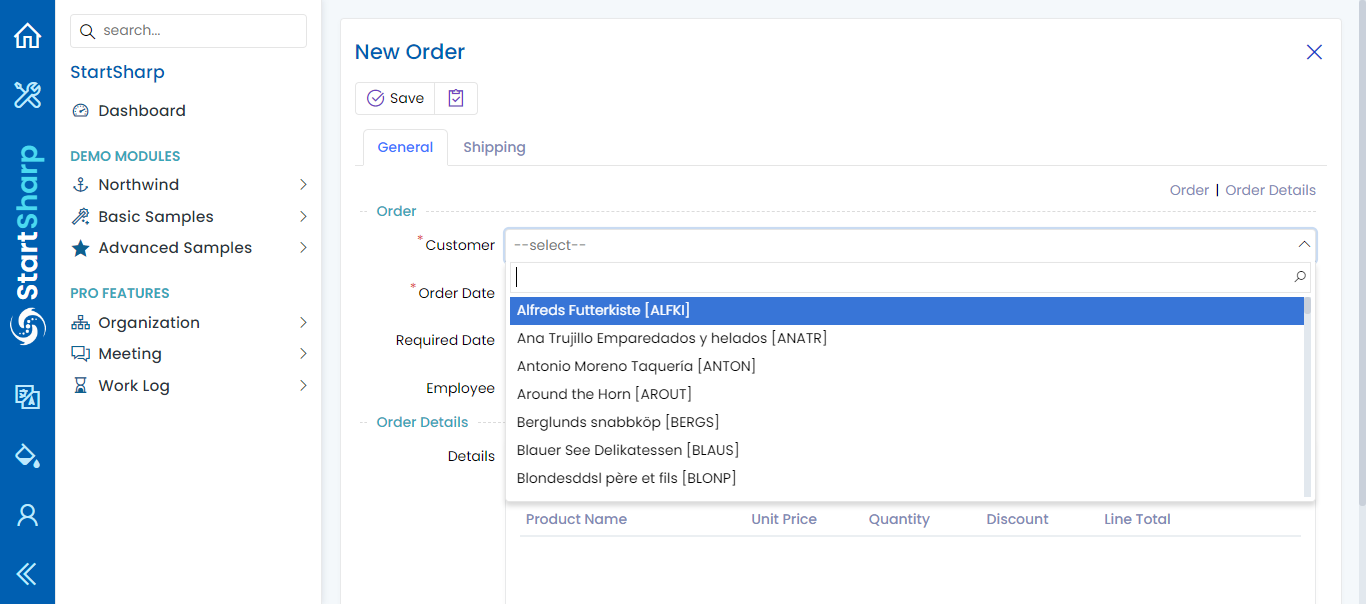 StartSharp
search...
StartSharp
Dashboard
DEMO MODULES
Northwind
Basic Samples
Advanced Samples
PRO FEATURES
Organization
Meeting
Work Log
New Order
Save
General Shipping
Order | Order Details
Order
*Customer --select--
*Order Date
Required Date
Employee
Alfreds Futterkiste [ALFKI]
Ana Trujillo Emparedados y helados [ANATR]
Antonio Moreno Taquería [ANTON]
Around the Horn [AROUT]
Berglunds snabbköp [BERGS]
Blauer See Delikatessen [BLAUS]
Blondesddsl père et fils [BLONP]
Order Details
Details
Product Name Unit Price Quantity Discount Line Total